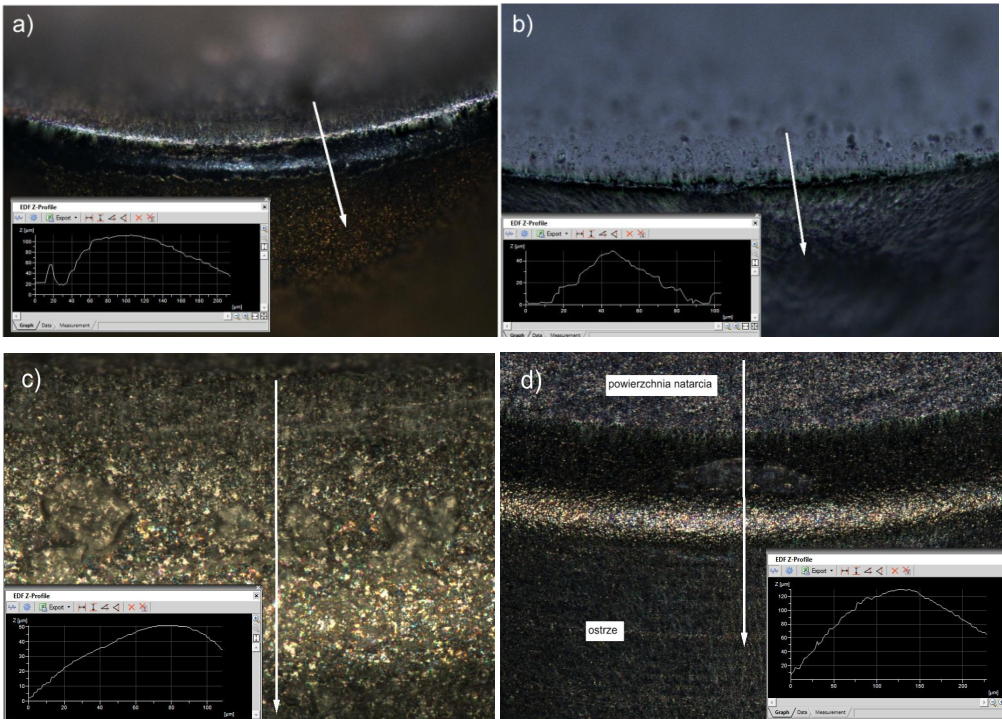 a)
EDF Z-Profile
Export
Z [µm]
100
80
60
40
20
0
0 20 40 60 80 100 120 140 160 180 200
[µm]
Graph Data Measurement
b)
EDF Z-Profile
Export
Z [µm]
40
20
0
0 20 40 60 80 100
[µm]
Graph Data Measurement
c)
EDF Z-Profile
Export
Z [µm]
50
40
30
20
10
0
0 20 40 60 80 100
[µm]
d)
powierzchnia natarcia
ostrze
EDF Z-Profile
Export
Z [µm]
120
100
80
60
40
20
0
0 50 100 150 200
[µm]
Graph Data Measurement